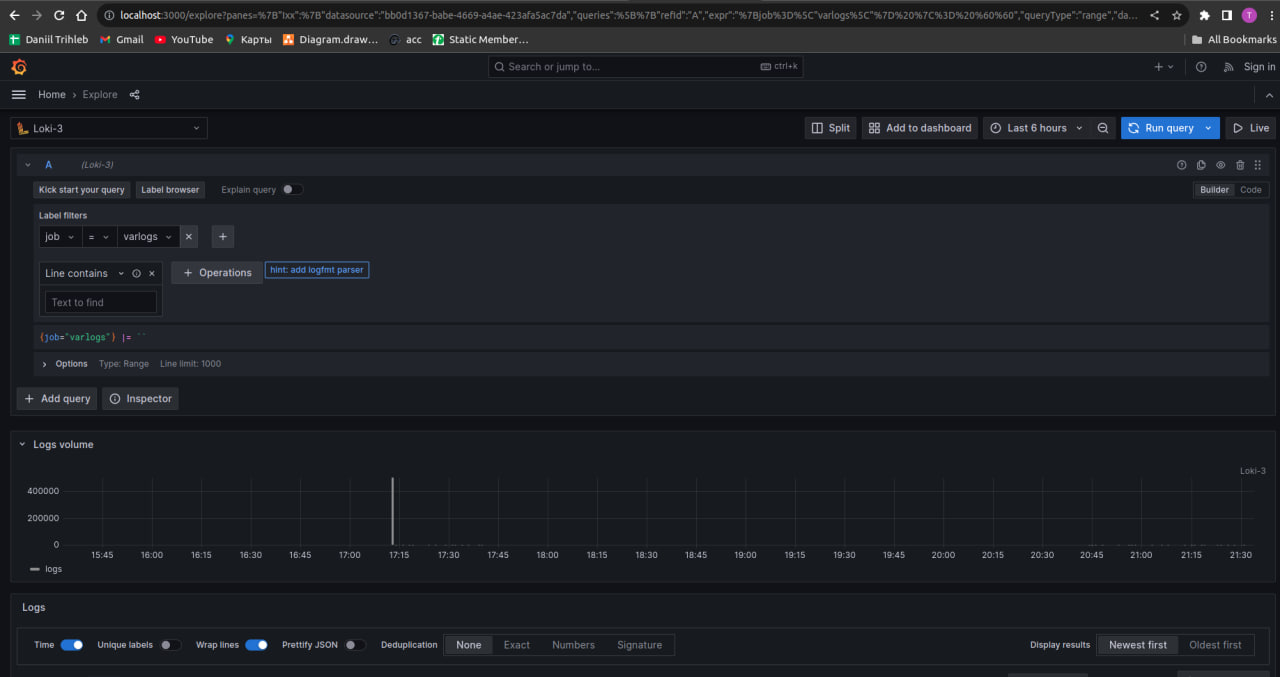 localhost:3000/explore?panes=%7B"lxx":%7B"datasource":"bb0d1367-babe-4669-a4ae-423afa5ac7da","queries":%5B%7B"refId":"A","expr":"%7Bjob%3D%5C"varlogs%5C"%7D%20%7C%3D%20%60%60","queryType":"range","da...
T
Daniil Trihleb Gmail YouTube Карты Diagram.draw... acc Static Member... All Bookmarks
Search or jump to... ctrl+k Sign in
Home › Explore
Loki-3 Split Add to dashboard Last 6 hours Run query Live
A (Loki-3)
Kick start your query Label browser Explain query Builder Code
Label filters
job = varlogs
Line contains + Operations hint: add logfmt parser
Text to find
{job="varlogs"} |= ``
Options Type: Range Line limit: 1000
+ Add query Inspector
Logs volume
Loki-3
400000
200000
0
15:45 16:00 16:15 16:30 16:45 17:00 17:15 17:30 17:45 18:00 18:15 18:30 18:45 19:00 19:15 19:30 19:45 20:00 20:15 20:30 20:45 21:00 21:15 21:30
logs
Logs
Time Unique labels Wrap lines Prettify JSON Deduplication None Exact Numbers Signature Display results Newest first Oldest first